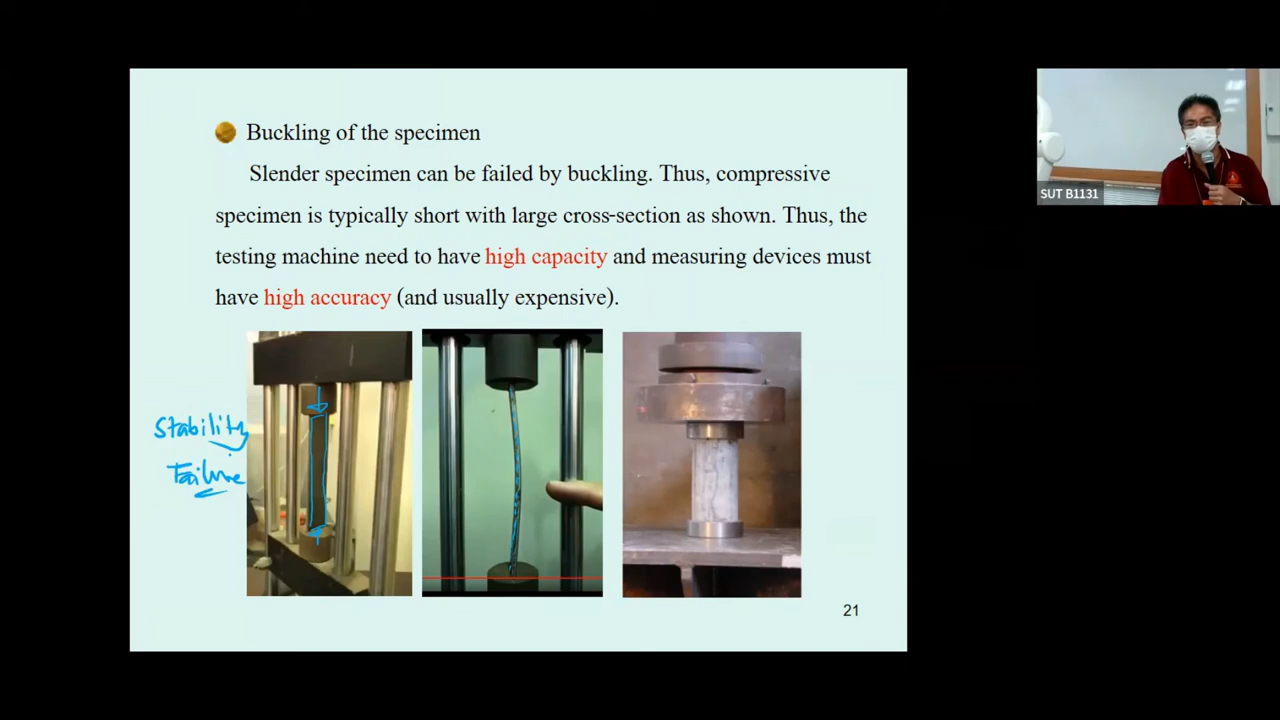 Buckling of the specimen
Slender specimen can be failed by buckling. Thus, compressive
specimen is typically short with large cross-section as shown. Thus, the
testing machine need to have high capacity and measuring devices must
have high accuracy (and usually expensive).
Stability
Failure
21
SUT B1131